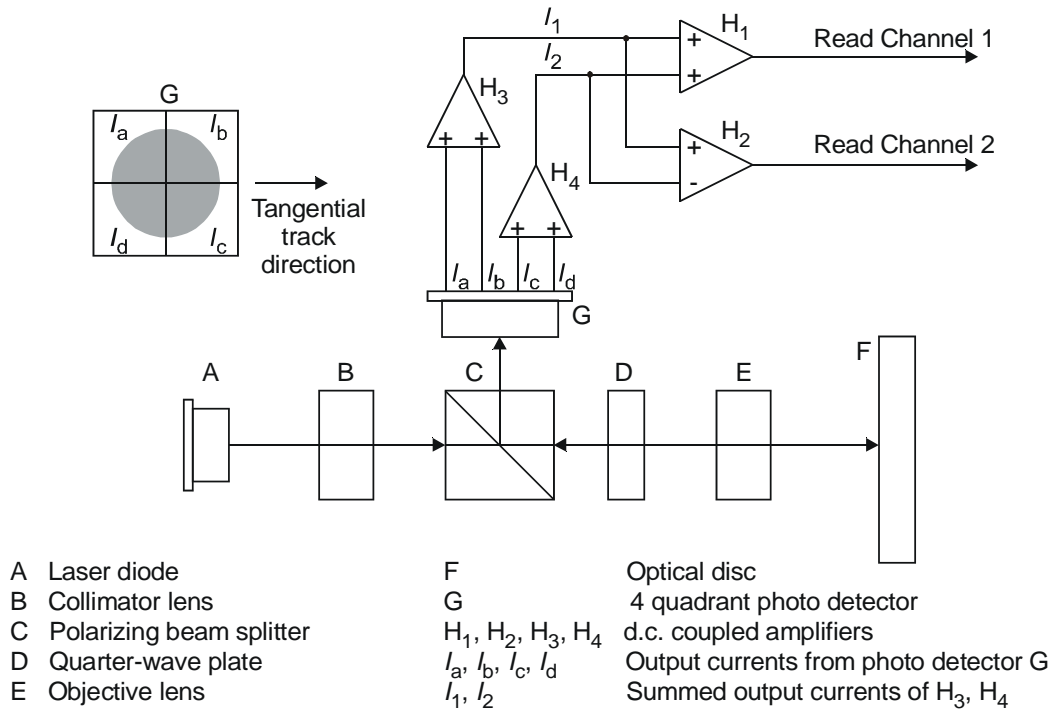 I1
H1
Read Channel 1
+
+
I2
H3
G
Ia
Ib
+ +
H2
Read Channel 2
+
-
H4
Tangential
track
direction
Id
Ic
+ +
Ia Ib Ic Id
G
A
B
C
D
E
F
A Laser diode
B Collimator lens
C Polarizing beam splitter
D Quarter-wave plate
E Objective lens
F Optical disc
G 4 quadrant photo detector
H1, H2, H3, H4 d.c. coupled amplifiers
Ia, Ib, Ic, Id Output currents from photo detector G
I1, I2 Summed output currents of H3, H4